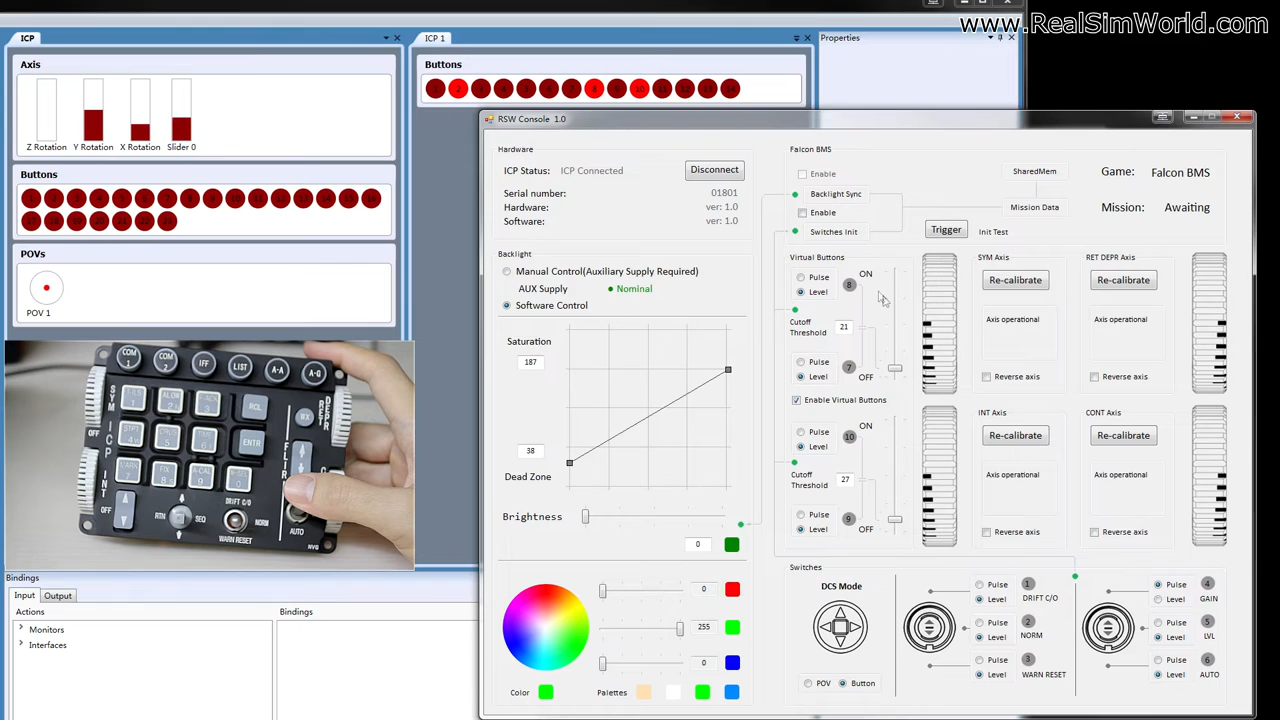 www.RealSimWorld.com
ICP
Axis
Z Rotation
Y Rotation
X Rotation
Slider 0
Buttons
POVs
POV 1
ICP 1
Buttons
Properties
RSW Console 1.0
Hardware
ICP Status: ICP Connected
Disconnect
Serial number: 01801
Hardware: ver: 1.0
Software: ver: 1.0
Backlight
Manual Control(Auxiliary Supply Required)
AUX Supply Nominal
Software Control
Saturation
187
38
Dead Zone
Brightness
0
0
255
0
Color
Palettes
Falcon BMS
Enable
Backlight Sync
Enable
Switches Init
SharedMem
Mission Data
Game: Falcon BMS
Mission: Awaiting
Trigger
Init Test
Virtual Buttons
Pulse
Level
8
ON
Cutoff
Threshold
21
Pulse
Level
7
OFF
Enable Virtual Buttons
Pulse
Level
10
ON
Cutoff
Threshold
27
Pulse
Level
9
OFF
SYM Axis
Re-calibrate
Axis operational
Reverse axis
RET DEPR Axis
Re-calibrate
Axis operational
Reverse axis
INT Axis
Re-calibrate
Axis operational
Reverse axis
CONT Axis
Re-calibrate
Axis operational
Reverse axis
Switches
DCS Mode
POV
Button
Pulse
Level
1
DRIFT C/O
Pulse
Level
2
NORM
Pulse
Level
3
WARN RESET
Pulse
Level
4
GAIN
Pulse
Level
5
LVL
Pulse
Level
6
AUTO
COM 1
COM 2
IFF
LIST
A-A
A-G
SYM
OFF
ICP
INT
OFF
RCL
ENTR
RX
DEPR
RET
FLIR
RTN
SEQ
DRIFT C/O
NORM
WARN RESET
AUTO
NVG
Bindings
Input
Output
Actions
Monitors
Interfaces
Bindings